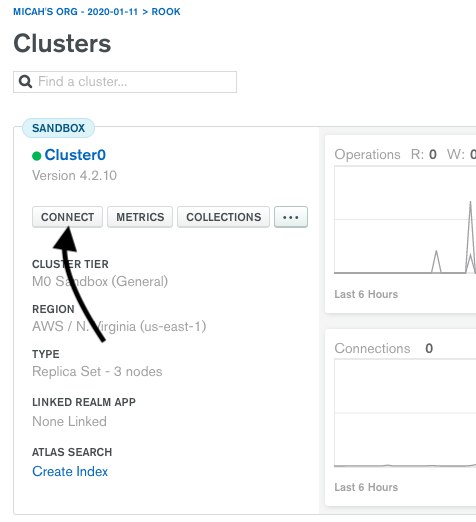 MICAH'S ORG - 2020-01-11 > ROOK
Clusters
Find a cluster...
SANDBOX
Cluster0
Version 4.2.10
CONNECT METRICS COLLECTIONS ...
CLUSTER TIER
M0 Sandbox (General)
REGION
AWS / N. Virginia (us-east-1)
TYPE
Replica Set - 3 nodes
LINKED REALM APP
None Linked
ATLAS SEARCH
Create Index
Operations R: 0 W: 0
Last 6 Hours
Connections 0
Last 6 Hours